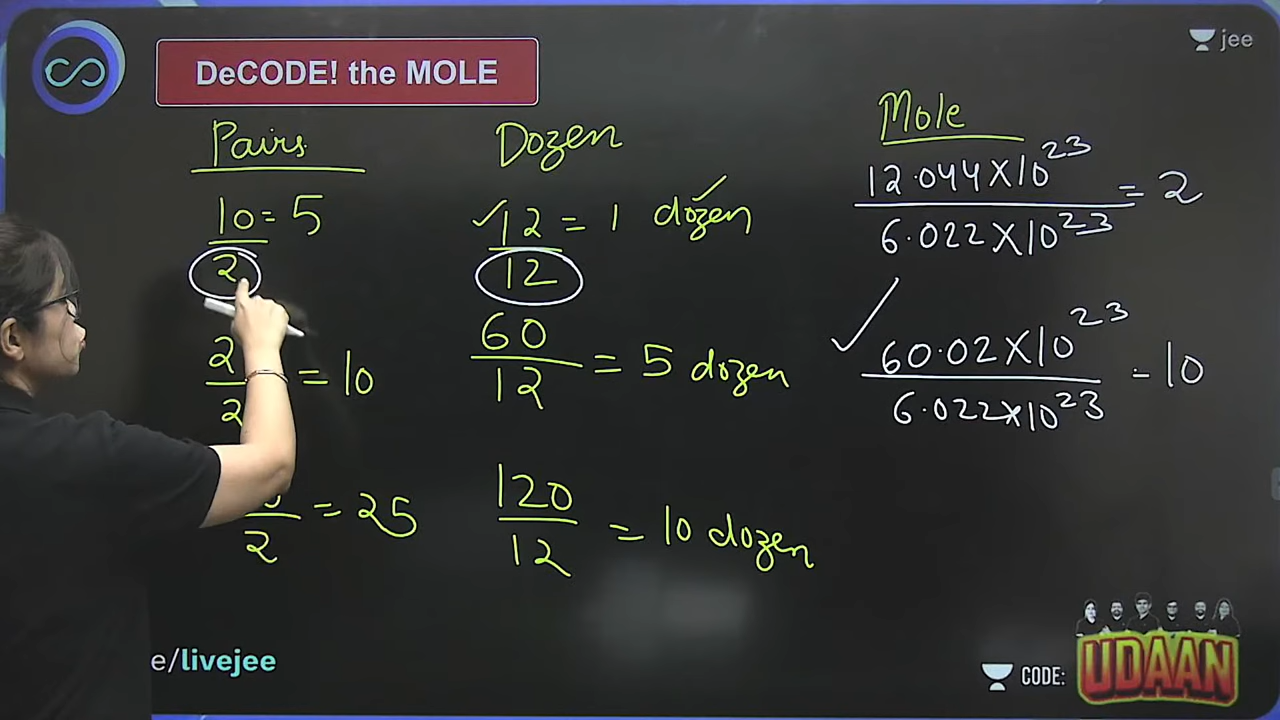 jee
DeCODE! the MOLE
Pairs
10 = 5
2
2
2
= 10
2
= 25
Dozen
12 = 1 dozen
12
60
12
= 5 dozen
120
12
= 10 dozen
Mole
12.044 X 10^23
6.022 X 10^23
= 2
60.02 X 10^23
6.022 X 10^23
= 10
e/livejee
CODE: UDAAN